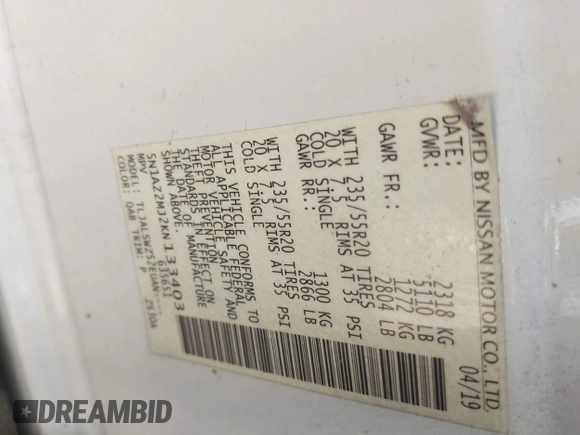 MFD BY NISSAN MOTOR CO., LTD.
DATE: 04/19
GVWR: 2318 KG
5110 LB
GAWR FR.: 1272 KG
2804 LB
WITH 235/55R20 TIRES
20 X 7.5 RIMS AT 35 PSI
COLD SINGLE
GAWR RR.: 1300 KG
2866 LB
WITH 235/55R20 TIRES
20 X 7.5 RIMS AT 35 PSI
COLD SINGLE
THIS VEHICLE CONFORMS TO
ALL APPLICABLE FEDERAL
MOTOR VEHICLE SAFETY AND
THEFT PREVENTION
STANDARDS IN EFFECT ON
THE DATE OF MANUFACTURE
SHOWN ABOVE.
5N1AZ2MJ2KN133403
MPV 635651
MODEL:
COLOR: QAB TRIM: P
DREAMBID
DREAMBID.COM